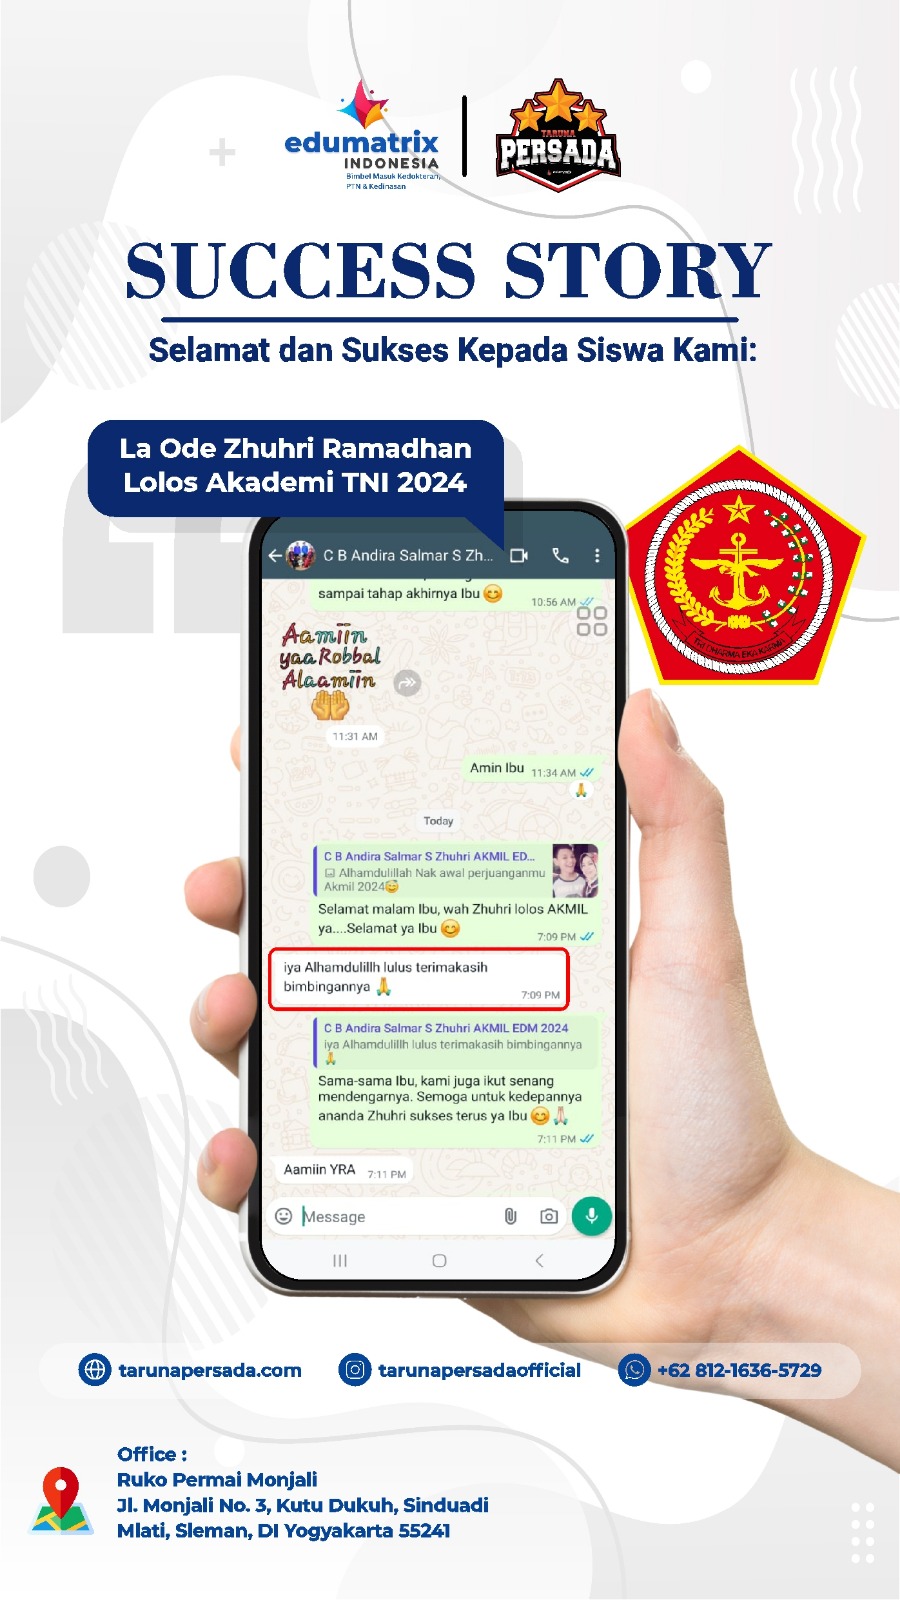 edumatrix
INDONESIA
Bimbel Masuk Kedokteran,
PTN & Kedinasan
TARUNA
PERSADA
SUCCESS STORY
Selamat dan Sukses Kepada Siswa Kami:
La Ode Zhuhri Ramadhan
Lolos Akademi TNI 2024
C B Andira Salmar S Zh...
sampai tahap akhirnya Ibu 😊
10:56 AM
Aamiin
yaa Robbal
Alaamiin
11:31 AM
Amin Ibu 11:34 AM
🙏
Today
C B Andira Salmar S Zhuhri AKMIL ED...
Alhamdulillah Nak awal perjuanganmu
Akmil 2024😇
Selamat malam Ibu, wah Zhuhri lolos AKMIL
ya....Selamat ya Ibu 😊
7:09 PM
iya Alhamdulillh lulus terimakasih
bimbingannya 🙏
7:09 PM
C B Andira Salmar S Zhuhri AKMIL EDM 2024
iya Alhamdulillh lulus terimakasih bimbingannya
🙏
Sama-sama Ibu, kami juga ikut senang
mendengarnya. Semoga untuk kedepannya
ananda Zhuhri sukses terus ya Ibu 😊🙏🏻
7:11 PM
Aamiin YRA 7:11 PM
Message
TRI DHARMA EKA KARMA
tarunapersada.com
tarunapersadaofficial
+62 812-1636-5729
Office :
Ruko Permai Monjali
Jl. Monjali No. 3, Kutu Dukuh, Sinduadi
Mlati, Sleman, DI Yogyakarta 55241